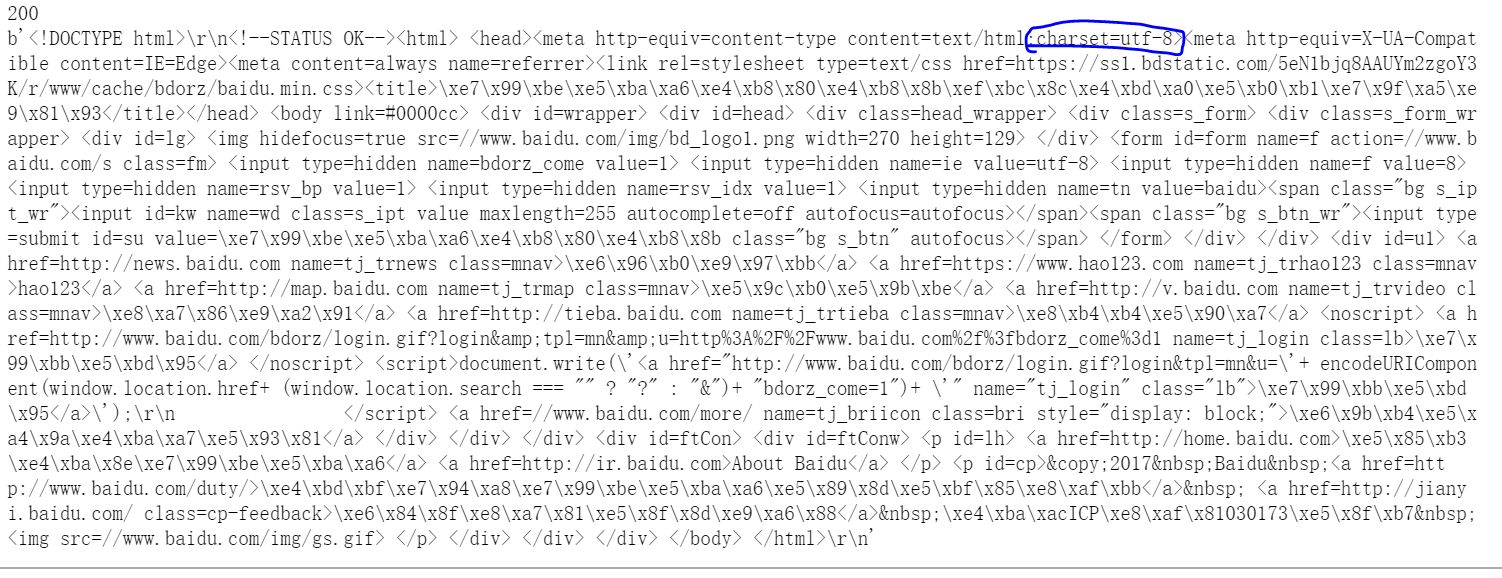 200
b'<!DOCTYPE html>\r\n<!--STATUS OK--><html> <head><meta http-equiv=content-type content=text/html;charset=utf-8><meta http-equiv=X-UA-Compat
ible content=IE=Edge><meta content=always name=referrer><link rel=stylesheet type=text/css href=https://ss1.bdstatic.com/5eN1bjq8AAUYm2zgoY3
K/r/www/cache/bdorz/baidu.min.css><title>\xe7\x99\xbe\xe5\xba\xa6\xe4\xb8\x80\xe4\xb8\x8b\xef\xbc\x8c\xe4\xbd\xa0\xe5\xb0\xb1\xe7\x9f\xa5\xe
9\x81\x93</title></head> <body link=#0000cc> <div id=wrapper> <div id=head> <div class=head_wrapper> <div class=s_form> <div class=s_form_wr
apper> <div id=lg> <img hidefocus=true src=//www.baidu.com/img/bd_logo1.png width=270 height=129> </div> <form id=form name=f action=//www.b
aidu.com/s class=fm> <input type=hidden name=bdorz_come value=1> <input type=hidden name=ie value=utf-8> <input type=hidden name=f value=8>
<input type=hidden name=rsv_bp value=1> <input type=hidden name=rsv_idx value=1> <input type=hidden name=tn value=baidu><span class="bg s_ip
t_wr"><input id=kw name=wd class=s_ipt value maxlength=255 autocomplete=off autofocus=autofocus></span><span class="bg s_btn_wr"><input type
=submit id=su value=\xe7\x99\xbe\xe5\xba\xa6\xe4\xb8\x80\xe4\xb8\x8b class="bg s_btn" autofocus></span> </form> </div> </div> <div id=u1> <a
href=http://news.baidu.com name=tj_trnews class=mnav>\xe6\x96\xb0\xe9\x97\xbb</a> <a href=https://www.hao123.com name=tj_trhao123 class=mnav
>hao123</a> <a href=http://map.baidu.com name=tj_trmap class=mnav>\xe5\x9c\xb0\xe5\x9b\xbe</a> <a href=http://v.baidu.com name=tj_trvideo cl
ass=mnav>\xe8\xa7\x86\xe9\xa2\x91</a> <a href=http://tieba.baidu.com name=tj_trtieba class=mnav>\xe8\xb4\xb4\xe5\x90\xa7</a> <noscript> <a h
ref=http://www.baidu.com/bdorz/login.gif?login&amp;tpl=mn&amp;u=http%3A%2F%2Fwww.baidu.com%2f%3fbdorz_come%3d1 name=tj_login class=lb>\xe7\x
99\xbb\xe5\xbd\x95</a> </noscript> <script>document.write(\'<a href="http://www.baidu.com/bdorz/login.gif?login&tpl=mn&u=\'+ encodeURICompon
ent(window.location.href+ (window.location.search === "" ? "?" : "&")+ "bdorz_come=1")+ \'" name="tj_login" class="lb">\xe7\x99\xbb\xe5\xbd
\x95</a>\');\r\n                </script> <a href=//www.baidu.com/more/ name=tj_briicon class=bri style="display: block;">\xe6\x9b\xb4\xe5\x
a4\x9a\xe4\xba\xa7\xe5\x93\x81</a> </div> </div> </div> <div id=ftCon> <div id=ftConw> <p id=lh> <a href=http://home.baidu.com>\xe5\x85\xb3
\xe4\xba\x8e\xe7\x99\xbe\xe5\xba\xa6</a> <a href=http://ir.baidu.com>About Baidu</a> </p> <p id=cp>&copy;2017&nbsp;Baidu&nbsp;<a href=htt
p://www.baidu.com/duty/>\xe4\xbd\xbf\xe7\x94\xa8\xe7\x99\xbe\xe5\xba\xa6\xe5\x89\x8d\xe5\xbf\x85\xe8\xaf\xbb</a>&nbsp; <a href=http://jiany
i.baidu.com/ class=cp-feedback>\xe6\x84\x8f\xe8\xa7\x81\xe5\x8f\x8d\xe9\xa6\x88</a>&nbsp;\xe4\xba\xacICP\xe8\xaf\x81030173\xe5\x8f\xb7&nbsp;
<img src=//www.baidu.com/img/gs.gif> </p> </div> </div> </div> </body> </html>\r\n'